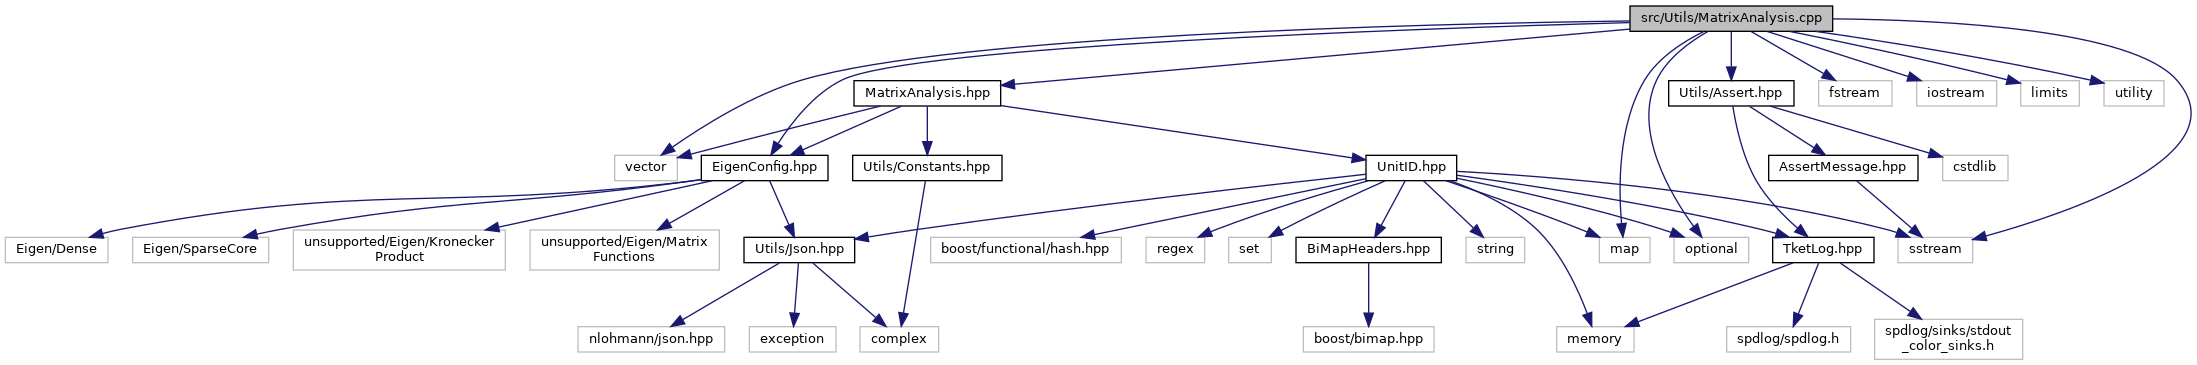 src/Utils/MatrixAnalysis.cpp
MatrixAnalysis.hpp
Utils/Assert.hpp
fstream
iostream
limits
utility
vector
EigenConfig.hpp
Utils/Constants.hpp
UnitID.hpp
AssertMessage.hpp
cstdlib
Eigen/Dense
Eigen/SparseCore
unsupported/Eigen/Kronecker
Product
unsupported/Eigen/Matrix
Functions
Utils/Json.hpp
boost/functional/hash.hpp
regex
set
BiMapHeaders.hpp
string
map
optional
TketLog.hpp
sstream
nlohmann/json.hpp
exception
complex
boost/bimap.hpp
memory
spdlog/spdlog.h
spdlog/sinks/stdout
_color_sinks.h